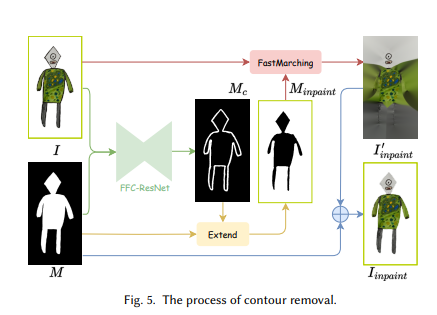 FastMarching
M_c
M_inpaint
I
I'_inpaint
FFC-ResNet
Extend
M
I_inpaint
Fig. 5. The process of contour removal.